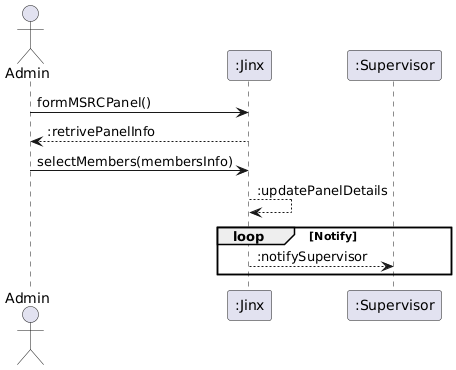 Admin
:Jinx
:Supervisor
formMSRCPanel()
:retrivePanelInfo
selectMembers(membersInfo)
:updatePanelDetails
loop [Notify]
:notifySupervisor
Admin
:Jinx
:Supervisor